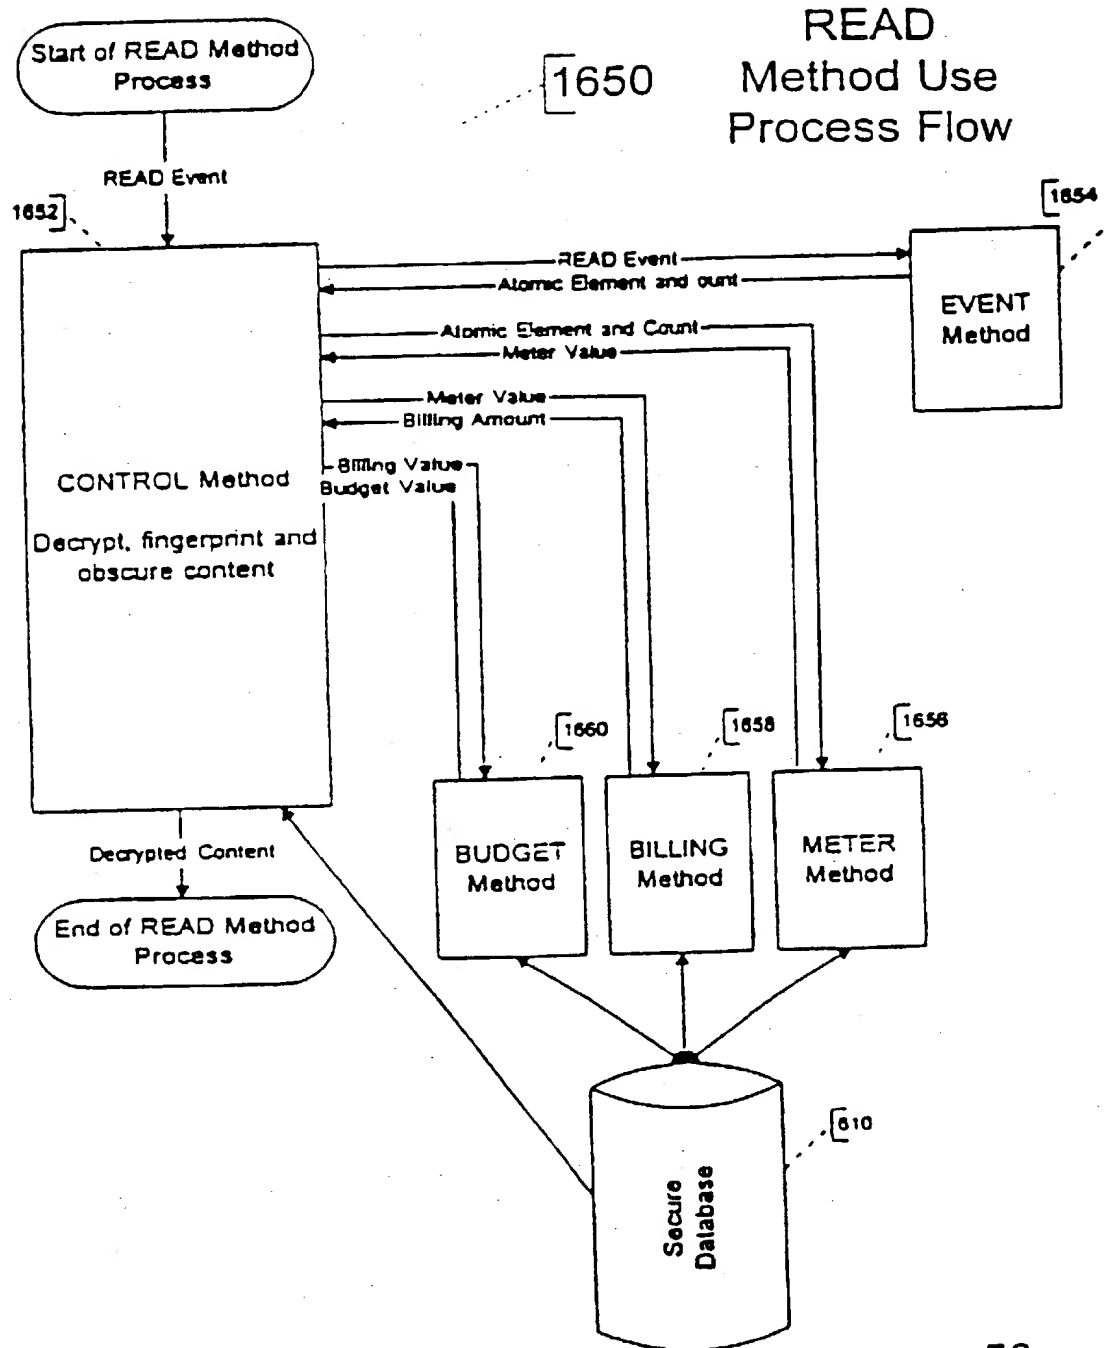 READ
Method Use
Process Flow
1650
Start of READ Method
Process
READ Event
1652
1654
READ Event
Atomic Element and ount
EVENT
Method
Atomic Element and Count
Meter Value
Meter Value
Billing Amount
Billing Value
Budget Value
CONTROL Method
Decrypt, fingerprint and
obscure content
1660
1658
1656
BUDGET
Method
BILLING
Method
METER
Method
Decrypted Content
End of READ Method
Process
610
Secure
Database